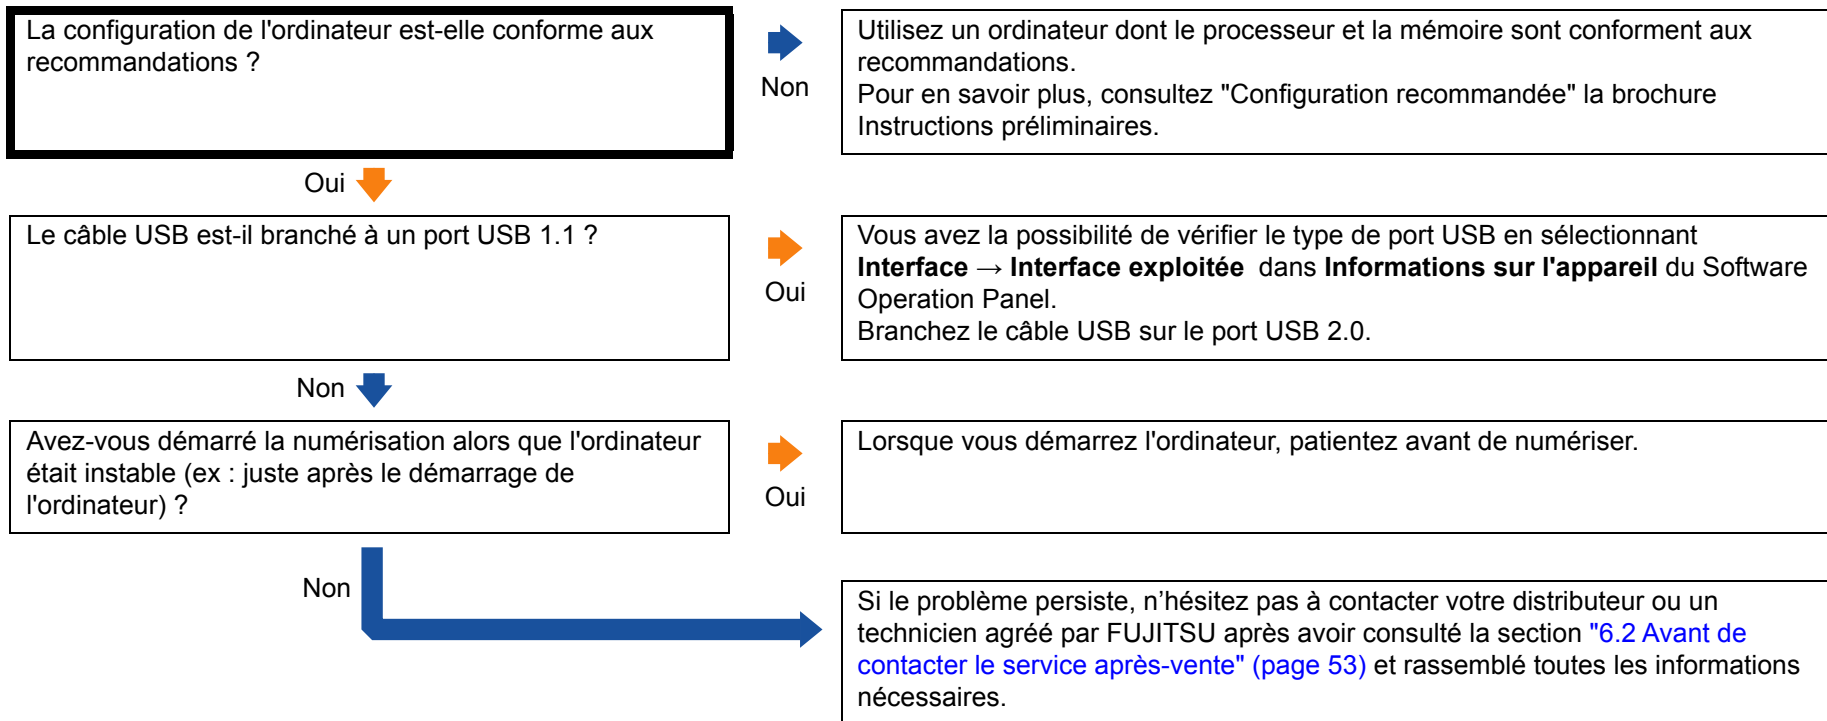 La configuration de l'ordinateur est-elle conforme aux
recommandations ?
Non
Utilisez un ordinateur dont le processeur et la mémoire sont conforment aux
recommandations.
Pour en savoir plus, consultez "Configuration recommandée" la brochure
Instructions préliminaires.
Oui
Le câble USB est-il branché à un port USB 1.1 ?
Oui
Vous avez la possibilité de vérifier le type de port USB en sélectionnant
Interface → Interface exploitée dans Informations sur l'appareil du Software
Operation Panel.
Branchez le câble USB sur le port USB 2.0.
Non
Avez-vous démarré la numérisation alors que l'ordinateur
était instable (ex : juste après le démarrage de
l'ordinateur) ?
Oui
Lorsque vous démarrez l'ordinateur, patientez avant de numériser.
Non
Si le problème persiste, n’hésitez pas à contacter votre distributeur ou un
technicien agréé par FUJITSU après avoir consulté la section "6.2 Avant de
contacter le service après-vente" (page 53) et rassemblé toutes les informations
nécessaires.